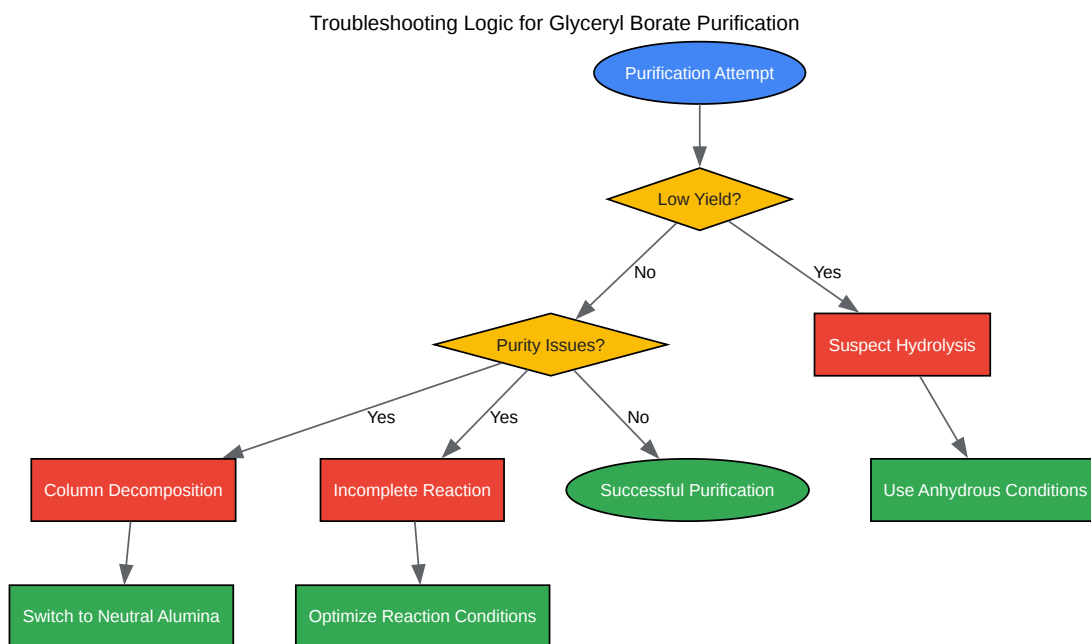 Troubleshooting Logic for Glyceryl Borate Purification
Purification Attempt
Low Yield?
No
Yes
Purity Issues?
Suspect Hydrolysis
Yes
Yes
No
Column Decomposition
Incomplete Reaction
Successful Purification
Use Anhydrous Conditions
Switch to Neutral Alumina
Optimize Reaction Conditions